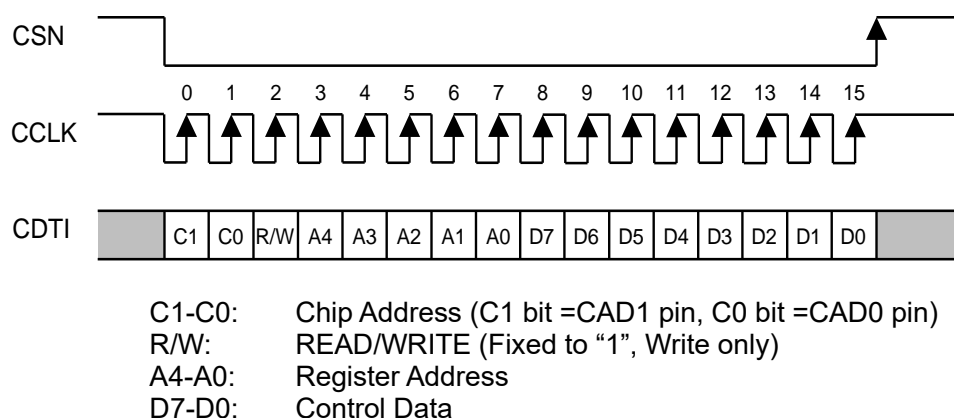 CSN
0 1 2 3 4 5 6 7 8 9 10 11 12 13 14 15
CCLK
CDTI
C1 C0 R/W A4 A3 A2 A1 A0 D7 D6 D5 D4 D3 D2 D1 D0
C1-C0: Chip Address (C1 bit =CAD1 pin, C0 bit =CAD0 pin)
R/W: READ/WRITE (Fixed to “1”, Write only)
A4-A0: Register Address
D7-D0: Control Data